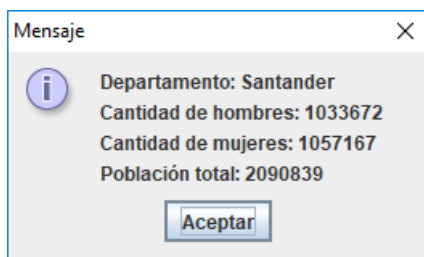 Mensaje
Departamento: Santander
Cantidad de hombres: 1033672
Cantidad de mujeres: 1057167
Población total: 2090839
Aceptar